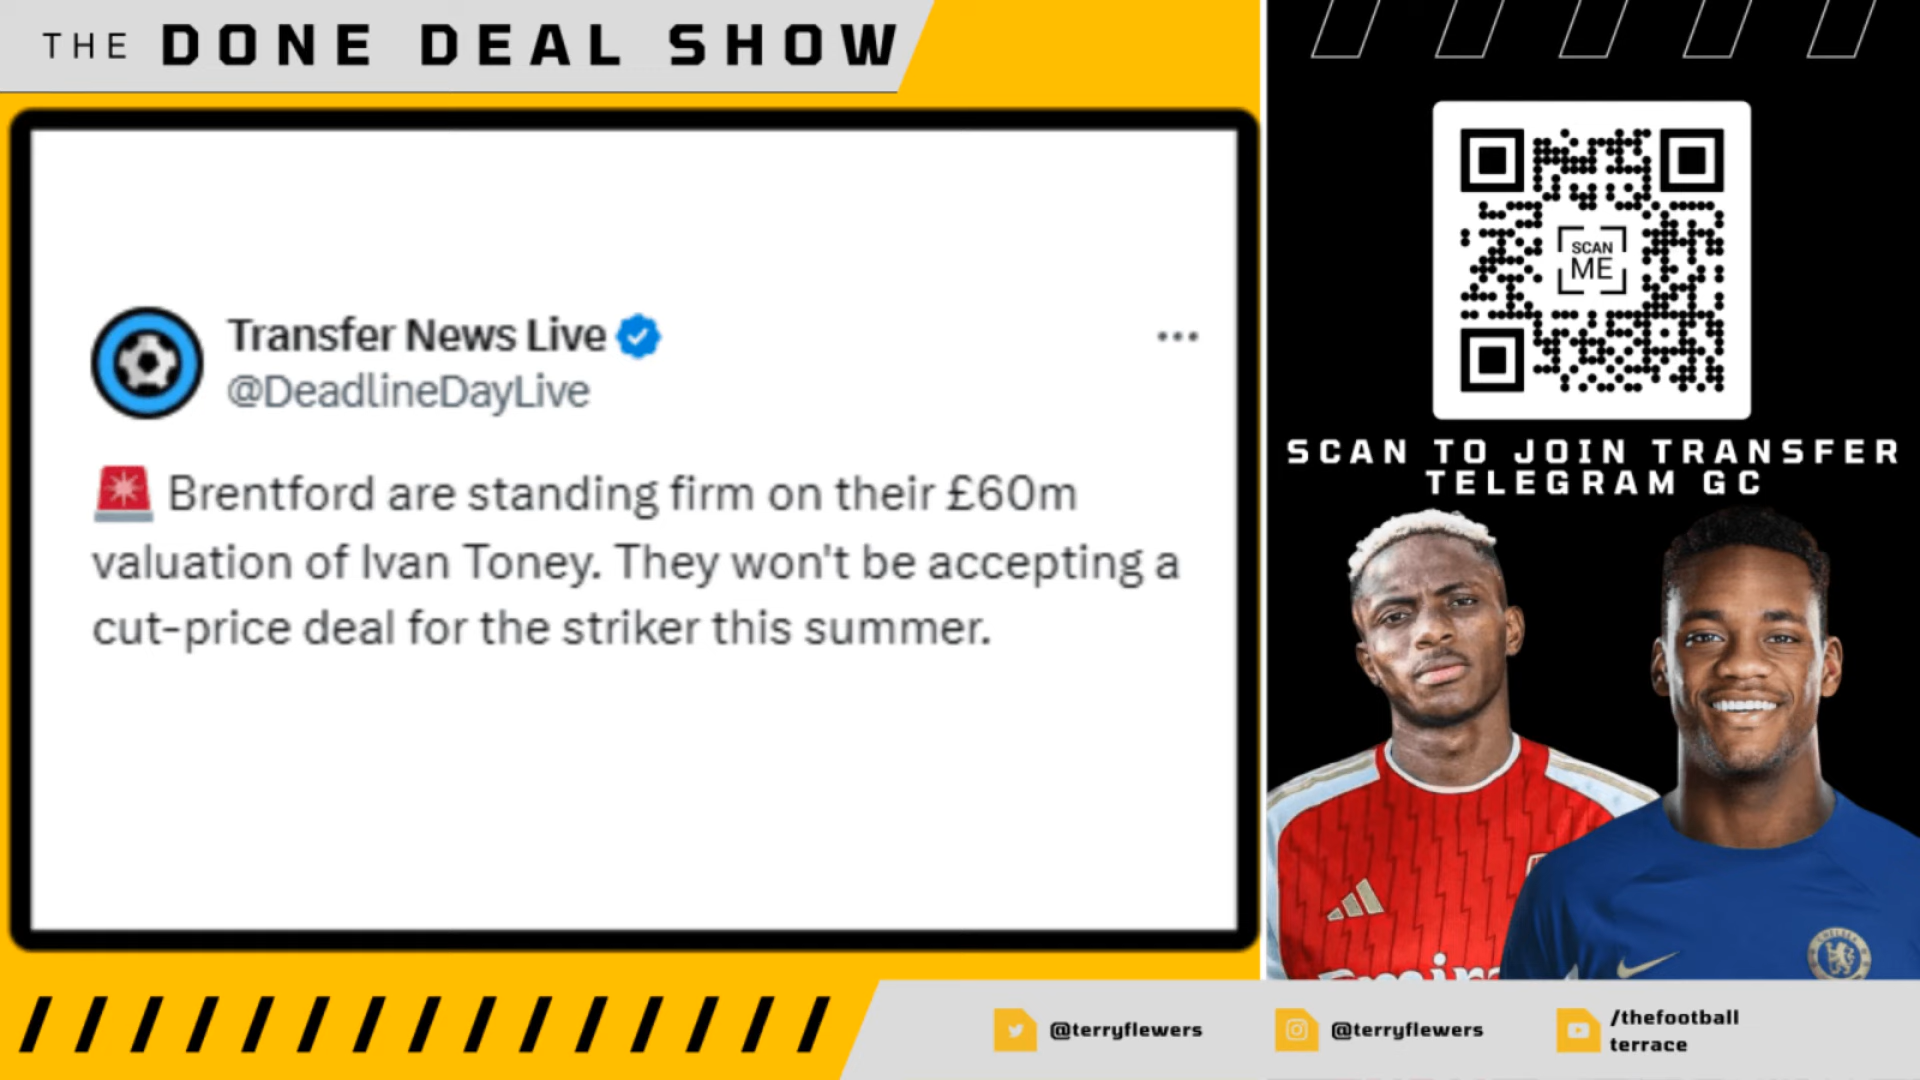 THE DONE DEAL SHOW
Transfer News Live
@DeadlineDayLive
🚨 Brentford are standing firm on their £60m
valuation of Ivan Toney. They won't be accepting a
cut-price deal for the striker this summer.
SCAN
ME
SCAN TO JOIN TRANSFER
TELEGRAM GC
@terryflewers
@terryflewers
/thefootball
terrace